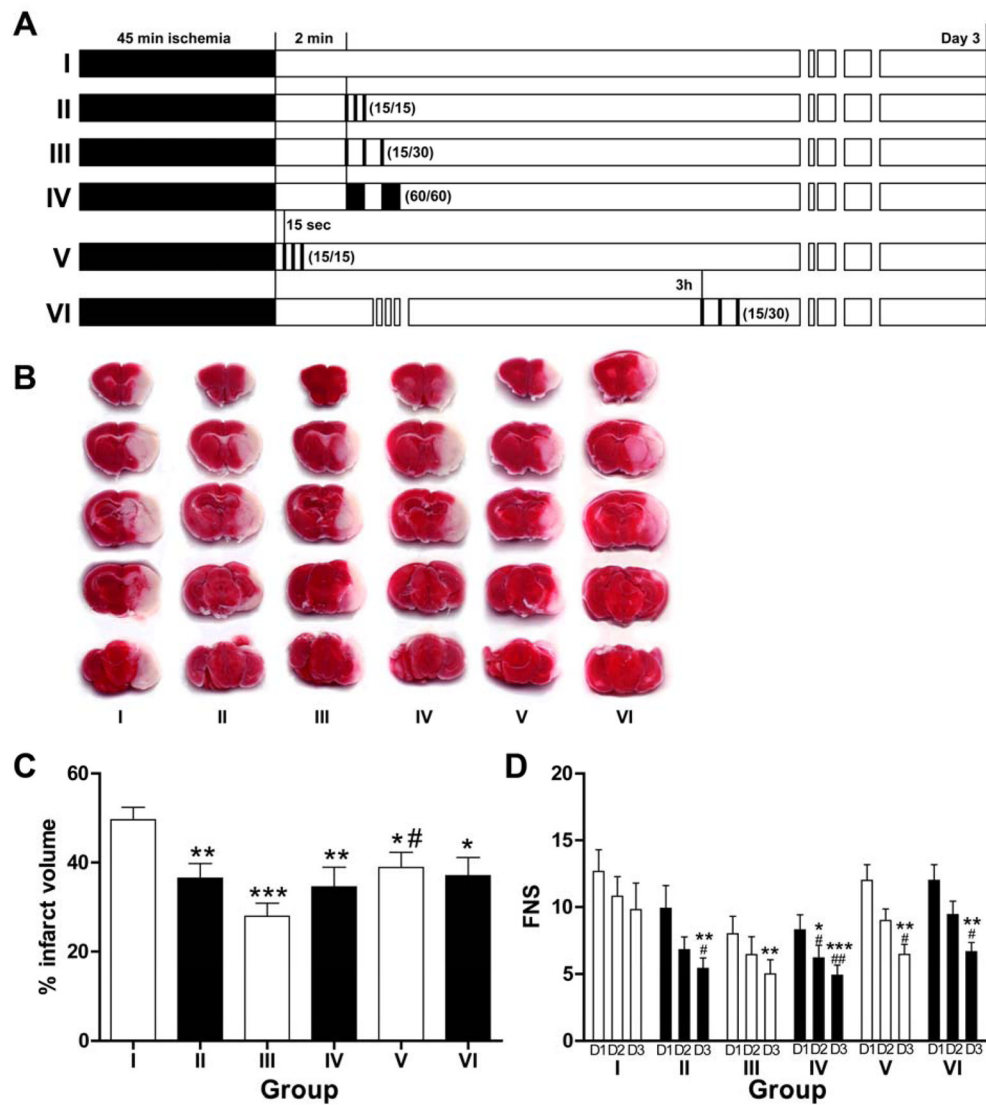 A
45 min ischemia 2 min Day 3
I
II (15/15)
III (15/30)
IV (60/60)
15 sec
V (15/15)
3h
VI (15/30)
B
I II III IV V VI
C
% infarct volume
60
40
20
0
** *** ** *# *
I II III IV V VI
Group
D
FNS
20
15
10
5
0
** # ** * # *** ## ** # ** #
D1 D2 D3 D1 D2 D3 D1 D2 D3 D1 D2 D3 D1 D2 D3 D1 D2 D3
I II III IV V VI
Group